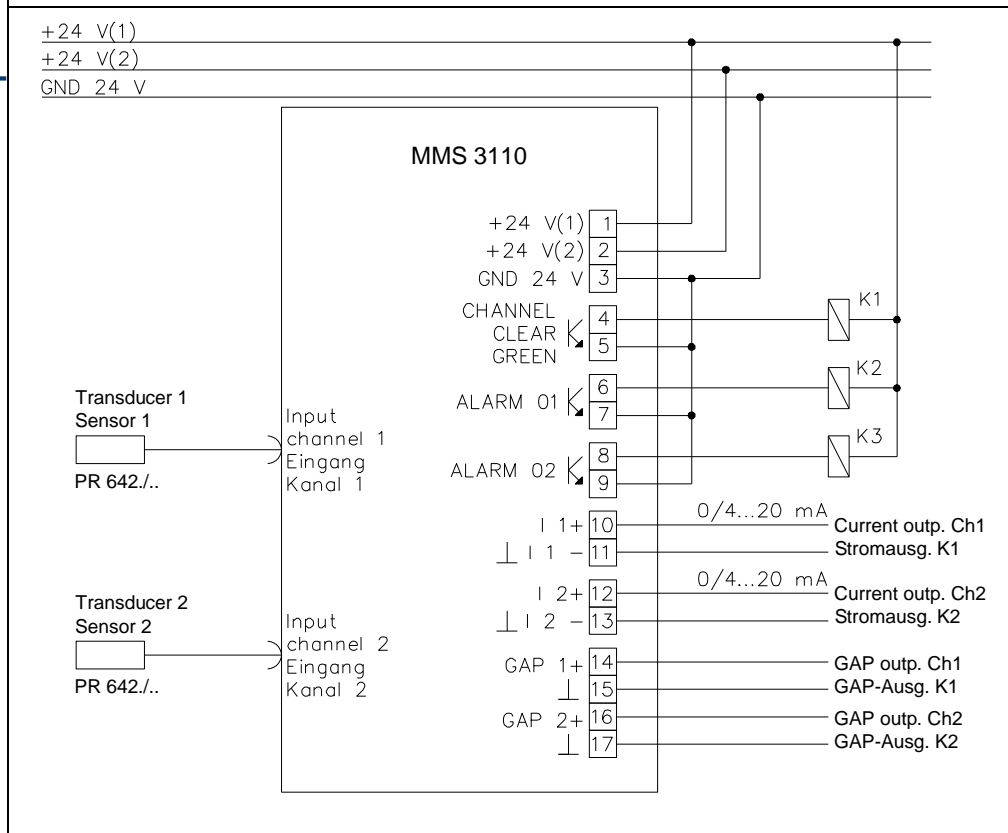 +24 V(1)
+24 V(2)
GND 24 V
MMS 3110
+24 V(1) 1
+24 V(2) 2
GND 24 V 3
CHANNEL
CLEAR
GREEN
4
5
ALARM 01
6
7
ALARM 02
8
9
K1
K2
K3
Transducer 1
Sensor 1
PR 642./..
Input
channel 1
Eingang
Kanal 1
I 1+ 10
0/4...20 mA
Current outp. Ch1
I 1 - 11
Stromausg. K1
I 2+ 12
0/4...20 mA
Current outp. Ch2
I 2 - 13
Stromausg. K2
Transducer 2
Sensor 2
PR 642./..
Input
channel 2
Eingang
Kanal 2
GAP 1+ 14
GAP outp. Ch1
15
GAP-Ausg. K1
GAP 2+ 16
GAP outp. Ch2
17
GAP-Ausg. K2